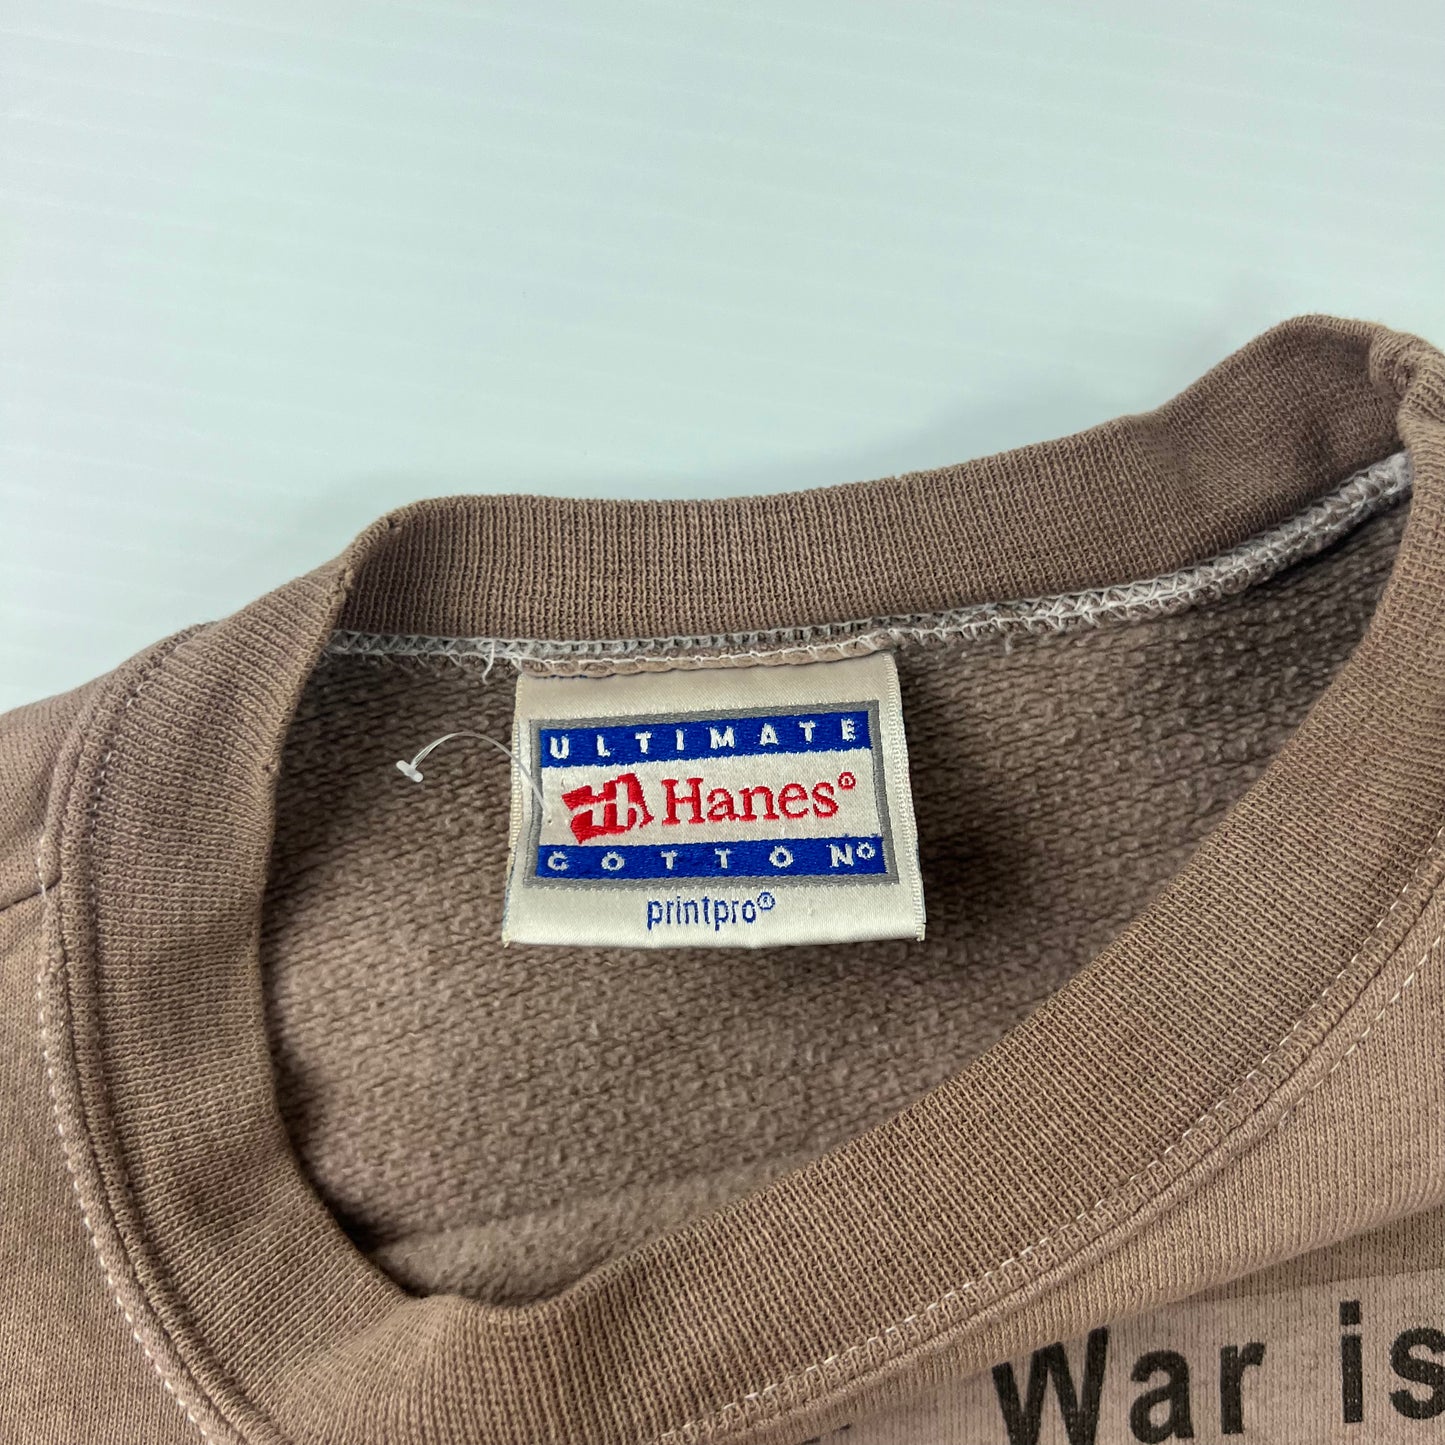 ULTIMATE
Hanes®
COTTON®
printpro®
War is